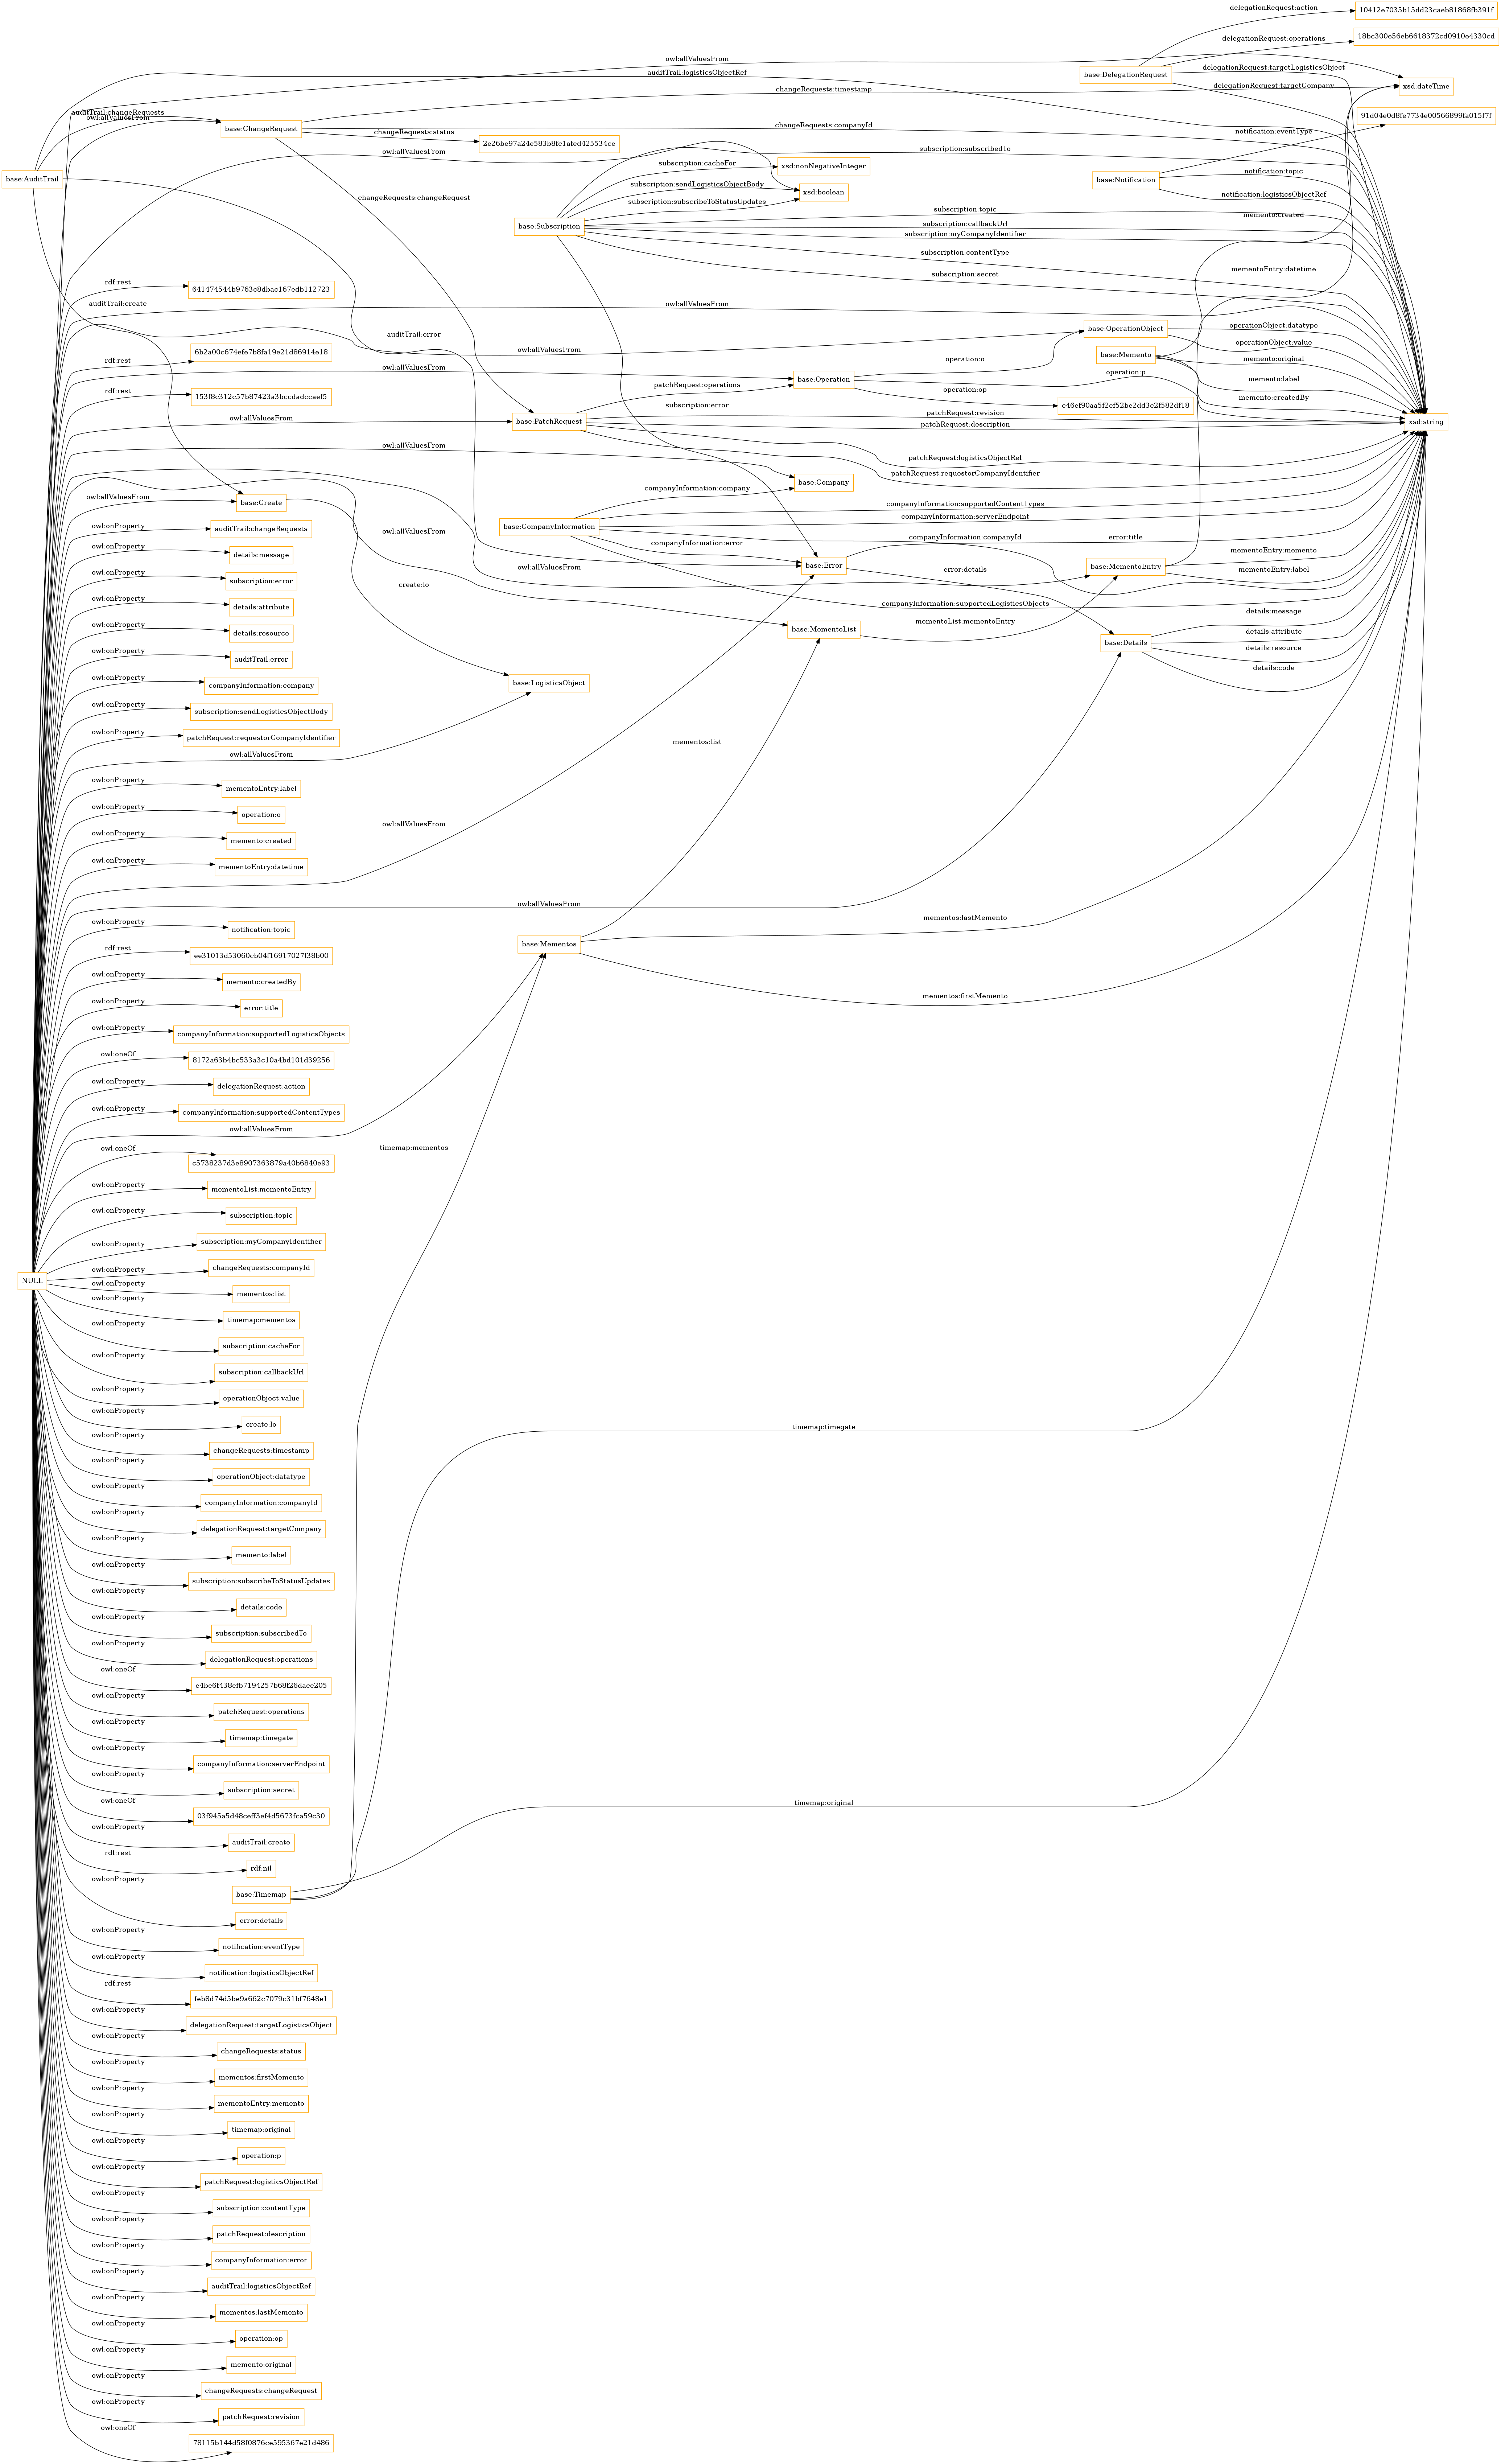 10412e7035b15dd23caeb81868fb391f
delegationRequest:action
18bc300e56eb6618372cd0910e4330cd
delegationRequest:operations
owl:allValuesFrom
delegationRequest:targetLogisticsObject
base:DelegationRequest
auditTrail:logisticsObjectRef
delegationRequest:targetCompany
xsd:dateTime
changeRequests:timestamp
auditTrail:changeRequests
owl:allValuesFrom
91d04e0d8fe7734e00566899fa015f7f
base:ChangeRequest
changeRequests:companyId
changeRequests:status
notification:eventType
2e26be97a24e583b8fc1afed425534ce
owl:allValuesFrom
subscription:subscribedTo
subscription:cacheFor
xsd:nonNegativeInteger
notification:topic
base:AuditTrail
base:Notification
subscription:sendLogisticsObjectBody
xsd:boolean
notification:logisticsObjectRef
changeRequests:changeRequest
subscription:subscribeToStatusUpdates
subscription:topic
memento:created
base:Subscription
subscription:callbackUrl
subscription:myCompanyIdentifier
subscription:contentType
mementoEntry:datetime
subscription:secret
rdf:rest
641474544b9763c8dbac167edb112723
auditTrail:create
owl:allValuesFrom
base:OperationObject
operationObject:datatype
auditTrail:error
operationObject:value
owl:allValuesFrom
6b2a00c674efe7b8fa19e21d86914e18
rdf:rest
base:Memento
memento:original
operation:o
owl:allValuesFrom
operation:p
base:Operation
memento:label
patchRequest:operations
operation:op
rdf:rest
153f8c312c57b87423a3bccdadccaef5
memento:createdBy
c46ef90aa5f2ef52be2dd3c2f582df18
subscription:error
patchRequest:revision
owl:allValuesFrom
base:PatchRequest
patchRequest:description
xsd:string
owl:allValuesFrom
patchRequest:logisticsObjectRef
patchRequest:requestorCompanyIdentifier
base:Company
companyInformation:company
owl:allValuesFrom
base:Create
companyInformation:supportedContentTypes
companyInformation:serverEndpoint
owl:onProperty
auditTrail:changeRequests
base:CompanyInformation
owl:allValuesFrom
companyInformation:companyId
error:title
companyInformation:error
owl:onProperty
details:message
mementoEntry:memento
base:Error
base:MementoEntry
owl:allValuesFrom
error:details
mementoEntry:label
owl:onProperty
subscription:error
create:lo
owl:onProperty
details:attribute
companyInformation:supportedLogisticsObjects
details:message
mementoList:mementoEntry
owl:onProperty
details:resource
base:MementoList
details:attribute
base:Details
details:resource
owl:onProperty
auditTrail:error
details:code
owl:onProperty
companyInformation:company
base:LogisticsObject
owl:onProperty
subscription:sendLogisticsObjectBody
owl:onProperty
patchRequest:requestorCompanyIdentifier
mementos:list
owl:allValuesFrom
owl:onProperty
mementoEntry:label
owl:onProperty
operation:o
owl:allValuesFrom
owl:onProperty
memento:created
owl:onProperty
mementoEntry:datetime
owl:allValuesFrom
owl:onProperty
notification:topic
mementos:lastMemento
base:Mementos
rdf:rest
ee31013d53060cb04f16917027f38b00
owl:onProperty
memento:createdBy
mementos:firstMemento
owl:onProperty
error:title
owl:onProperty
companyInformation:supportedLogisticsObjects
owl:oneOf
8172a63b4bc533a3c10a4bd101d39256
owl:onProperty
delegationRequest:action
owl:onProperty
companyInformation:supportedContentTypes
owl:allValuesFrom
timemap:mementos
owl:oneOf
c5738237d3e8907363879a40b6840e93
owl:onProperty
mementoList:mementoEntry
owl:onProperty
subscription:topic
owl:onProperty
subscription:myCompanyIdentifier
owl:onProperty
changeRequests:companyId
NULL
owl:onProperty
mementos:list
owl:onProperty
timemap:mementos
owl:onProperty
subscription:cacheFor
owl:onProperty
subscription:callbackUrl
owl:onProperty
operationObject:value
owl:onProperty
create:lo
timemap:timegate
owl:onProperty
changeRequests:timestamp
owl:onProperty
operationObject:datatype
owl:onProperty
companyInformation:companyId
owl:onProperty
delegationRequest:targetCompany
owl:onProperty
memento:label
owl:onProperty
subscription:subscribeToStatusUpdates
owl:onProperty
details:code
owl:onProperty
subscription:subscribedTo
owl:onProperty
delegationRequest:operations
owl:oneOf
e4be6f438efb7194257b68f26dace205
owl:onProperty
patchRequest:operations
owl:onProperty
timemap:timegate
owl:onProperty
companyInformation:serverEndpoint
owl:onProperty
subscription:secret
owl:oneOf
03f945a5d48ceff3ef4d5673fca59c30
timemap:original
owl:onProperty
auditTrail:create
rdf:rest
rdf:nil
base:Timemap
owl:onProperty
error:details
owl:onProperty
notification:eventType
owl:onProperty
notification:logisticsObjectRef
rdf:rest
feb8d74d5be9a662c7079c31bf7648e1
owl:onProperty
delegationRequest:targetLogisticsObject
owl:onProperty
changeRequests:status
owl:onProperty
mementos:firstMemento
owl:onProperty
mementoEntry:memento
owl:onProperty
timemap:original
owl:onProperty
operation:p
owl:onProperty
patchRequest:logisticsObjectRef
owl:onProperty
subscription:contentType
owl:onProperty
patchRequest:description
owl:onProperty
companyInformation:error
owl:onProperty
auditTrail:logisticsObjectRef
owl:onProperty
mementos:lastMemento
owl:onProperty
operation:op
owl:onProperty
memento:original
owl:onProperty
changeRequests:changeRequest
owl:onProperty
patchRequest:revision
owl:oneOf
78115b144d58f0876ce595367e21d486